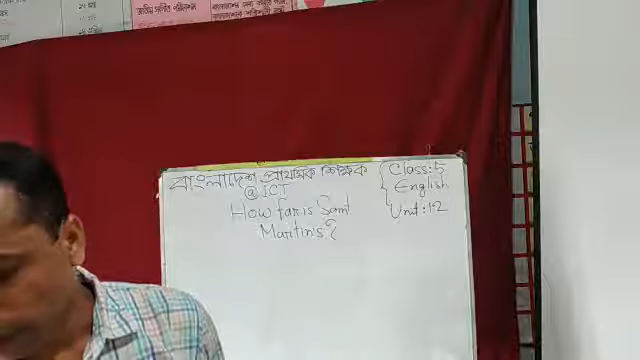 বাংলাদেশ প্রাথমিক শিক্ষক
@ICT
Class: 5
English
Unit: 12
How far is Saint
Martin's?